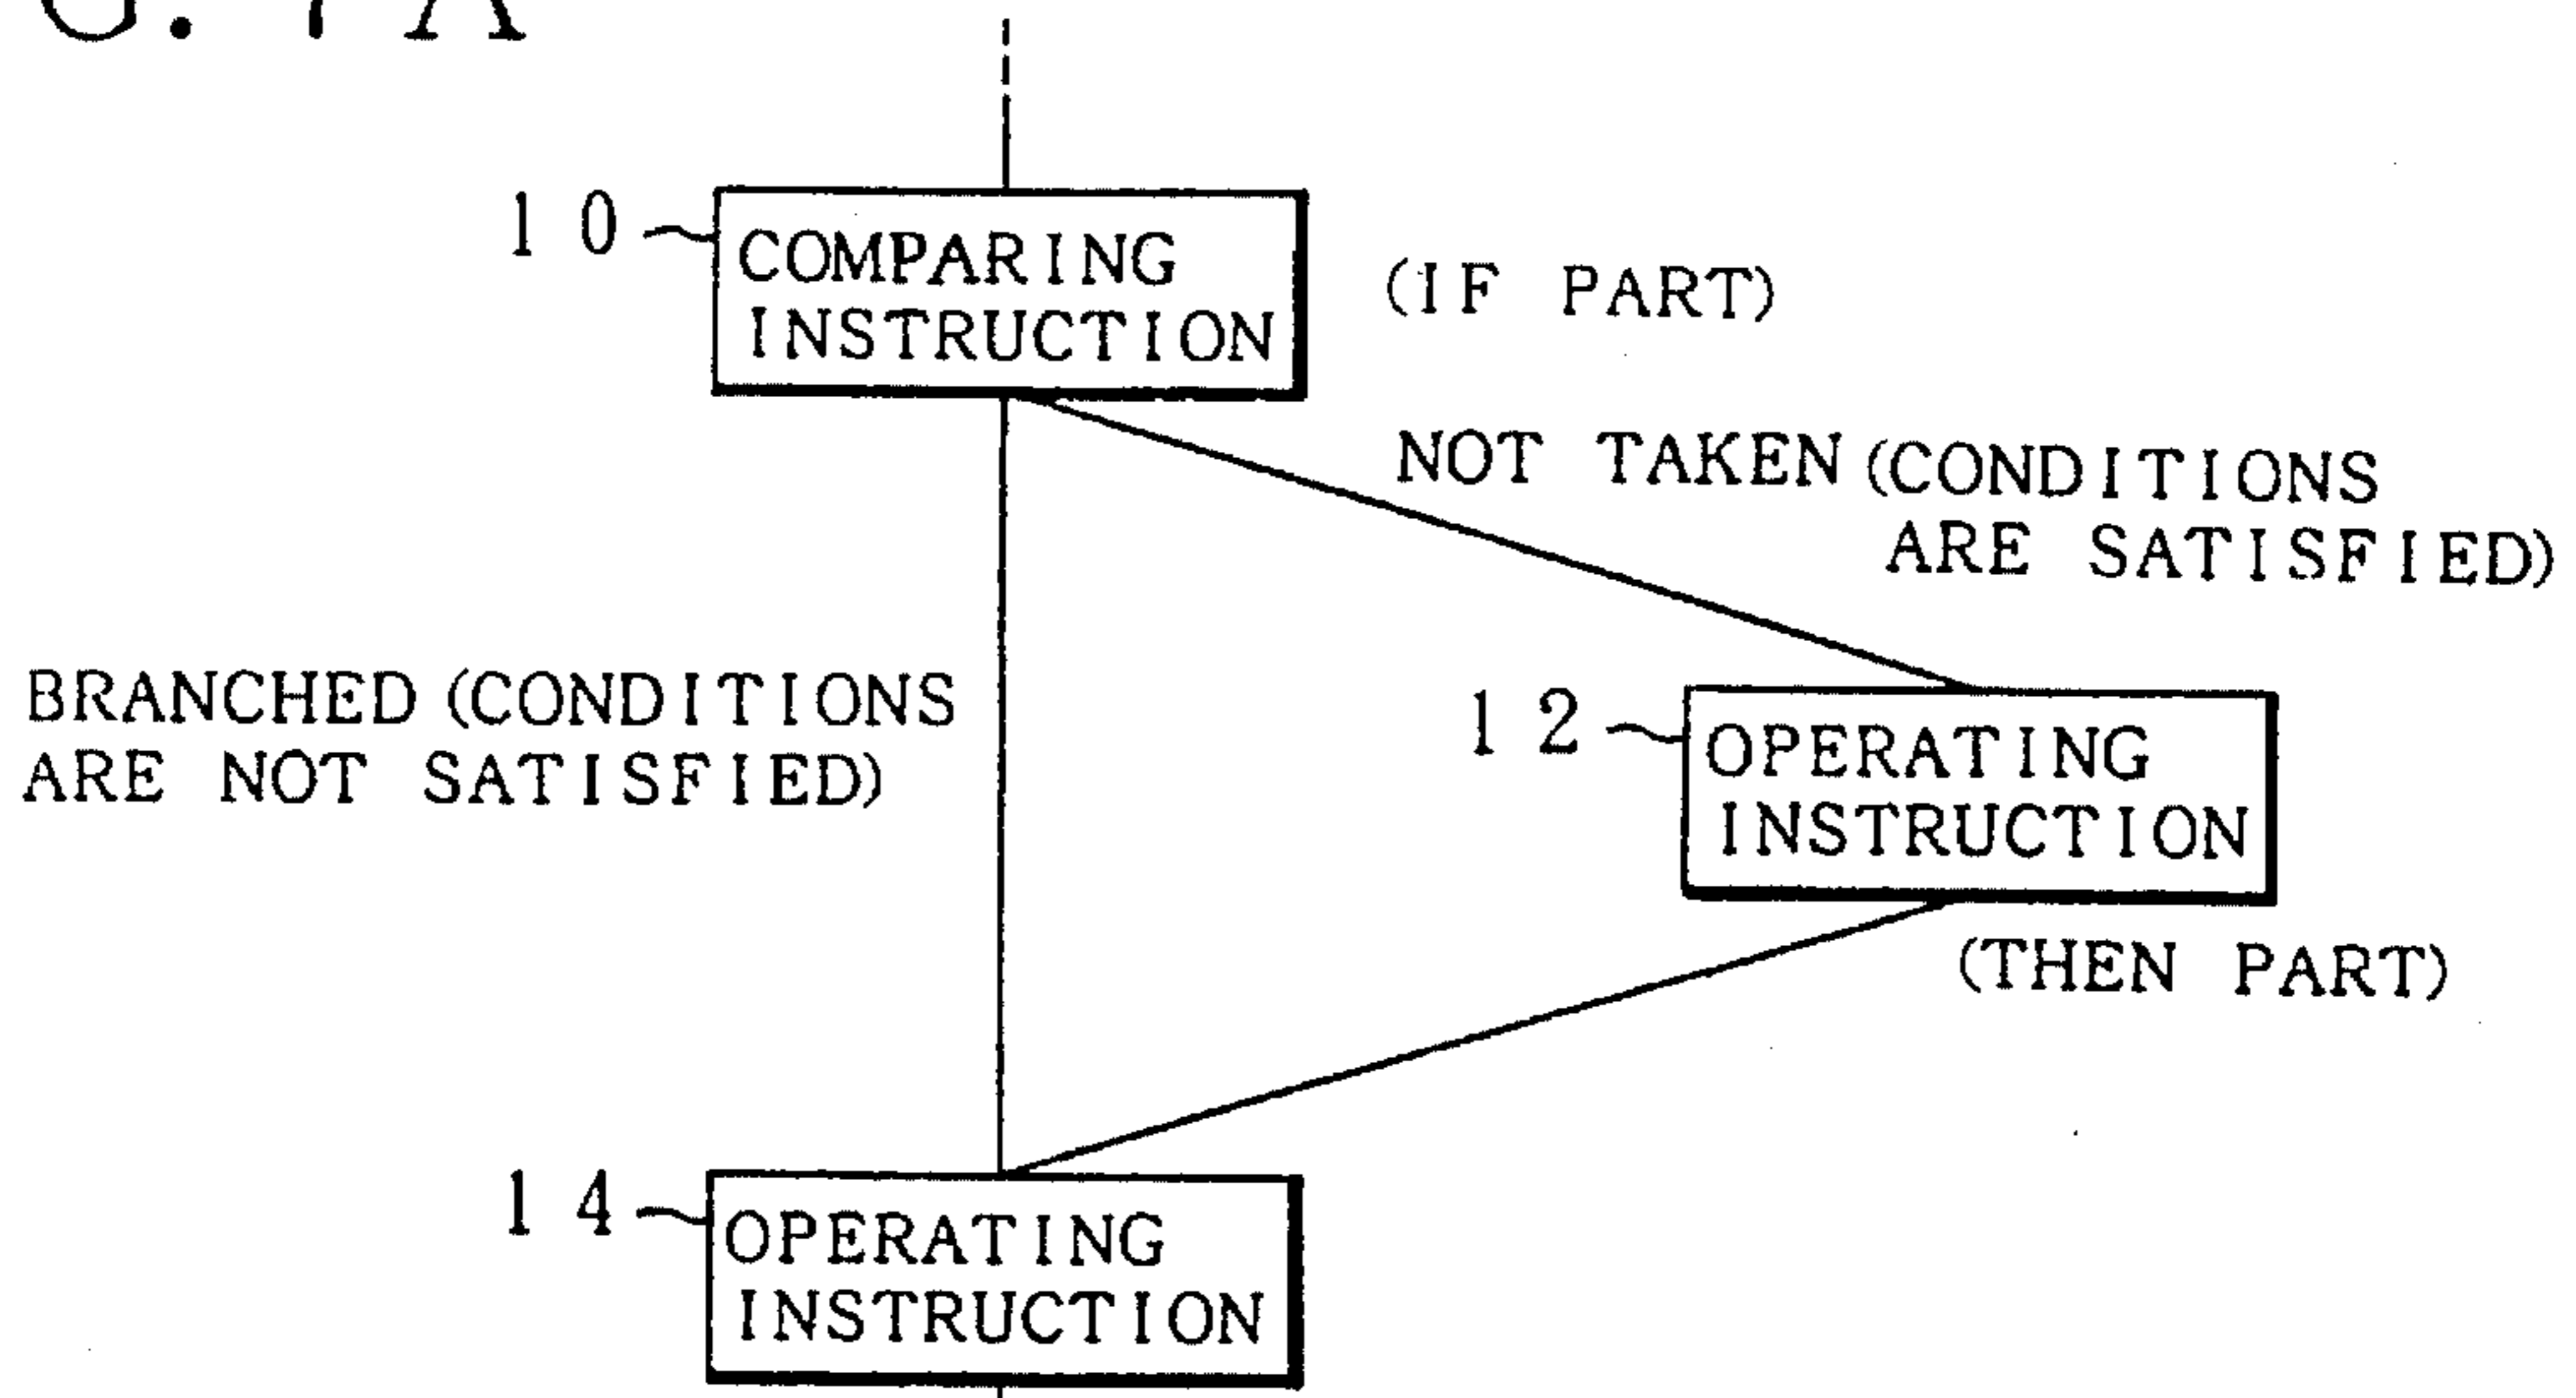 G. 7A
10
COMPARING
INSTRUCTION
(IF PART)
NOT TAKEN (CONDITIONS
ARE SATISFIED)
BRANCHED (CONDITIONS
ARE NOT SATISFIED)
12
OPERATING
INSTRUCTION
(THEN PART)
14
OPERATING
INSTRUCTION